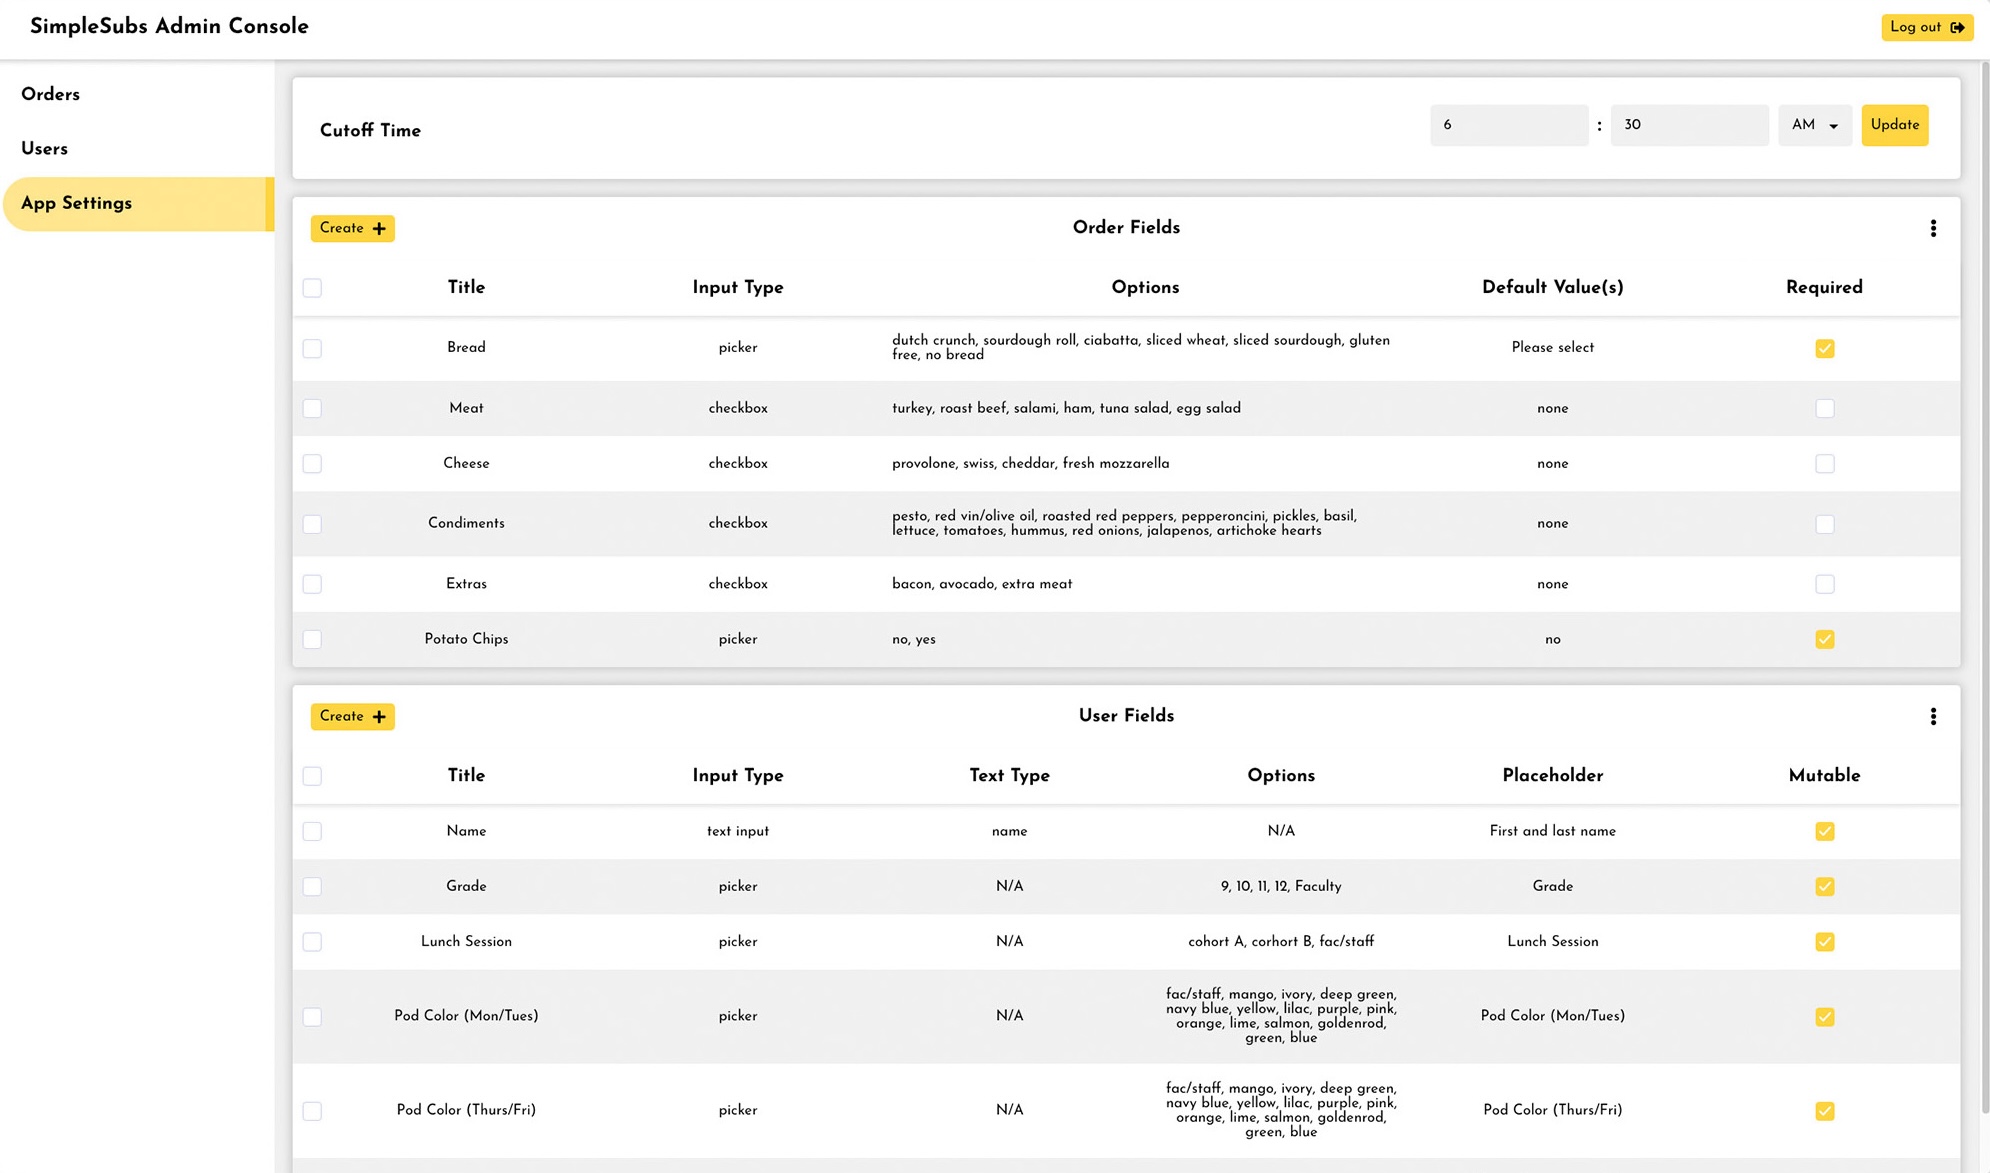 SimpleSubs Admin Console
Log out
Orders
Users
App Settings
Cutoff Time
6 : 30 AM Update
Create Order Fields
Title Input Type Options Default Value(s) Required
Bread picker dutch crunch, sourdough roll, ciabatta, sliced wheat, sliced sourdough, gluten
free, no bread Please select
Meat checkbox turkey, roast beef, salami, ham, tuna salad, egg salad none
Cheese checkbox provolone, swiss, cheddar, fresh mozzarella none
Condiments checkbox pesto, red vin/olive oil, roasted red peppers, pepperoncini, pickles, basil,
lettuce, tomatoes, hummus, red onions, jalapenos, artichoke hearts none
Extras checkbox bacon, avocado, extra meat none
Potato Chips picker no, yes no
Create User Fields
Title Input Type Text Type Options Placeholder Mutable
Name text input name N/A First and last name
Grade picker N/A 9, 10, 11, 12, Faculty Grade
Lunch Session picker N/A cohort A, corhort B, fac/staff Lunch Session
Pod Color (Mon/Tues) picker N/A fac/staff, mango, ivory, deep green,
navy blue, yellow, lilac, purple, pink,
orange, lime, salmon, goldenrod,
green, blue Pod Color (Mon/Tues)
Pod Color (Thurs/Fri) picker N/A fac/staff, mango, ivory, deep green,
navy blue, yellow, lilac, purple, pink,
orange, lime, salmon, goldenrod,
green, blue Pod Color (Thurs/Fri)